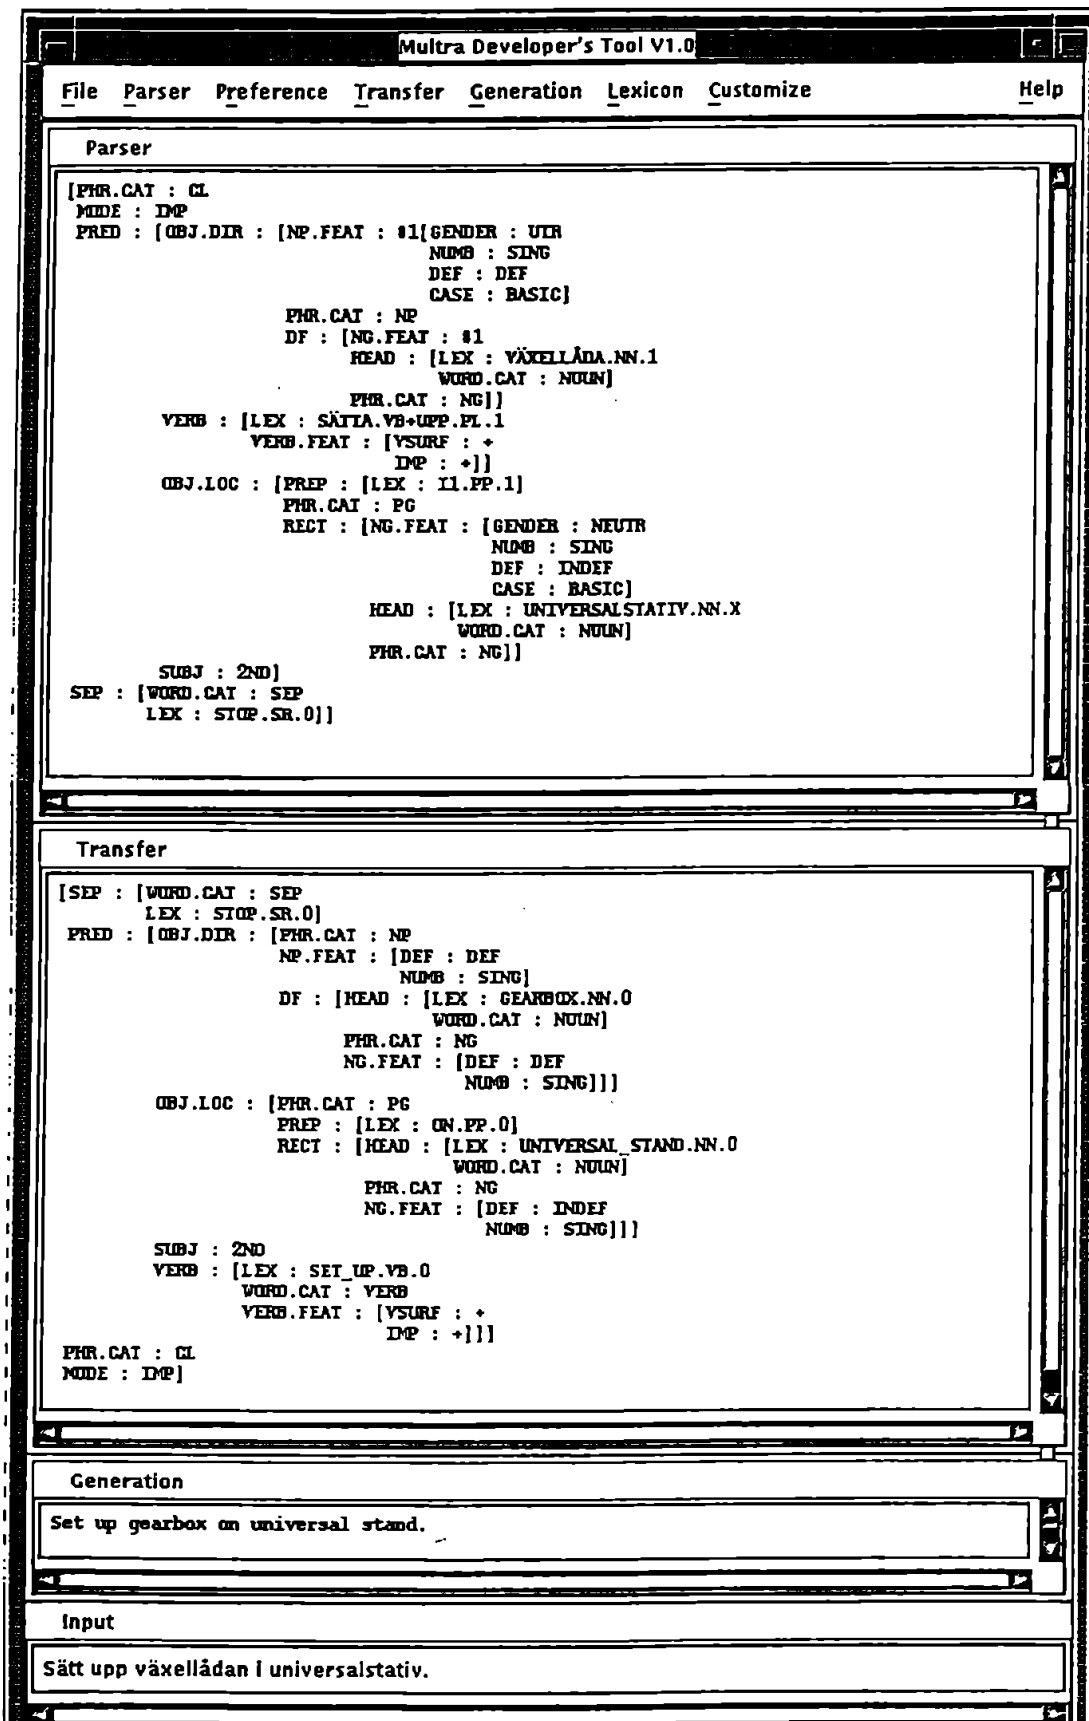 Multra Developer's Tool V1.0
File Parser Preference Transfer Generation Lexicon Customize Help
Parser
[PHR.CAT : CL
MODE : IMP
PRED : [OBJ.DIR : [NP.FEAT : #1[GENDER : UTR
NUMB : SING
DEF : DEF
CASE : BASIC]
PHR.CAT : NP
DF : [NG.FEAT : #1
HEAD : [LEX : VÄXELLÅDA.NN.1
WORD.CAT : NOUN]
PHR.CAT : NG]]
VERB : [LEX : SÄTTA.VB+UPP.PL.1
VERB.FEAT : [VSURF : +
IMP : +]]
OBJ.LOC : [PREP : [LEX : I1.PP.1]
PHR.CAT : PG
RECT : [NG.FEAT : [GENDER : NEUTR
NUMB : SING
DEF : INDEF
CASE : BASIC]
HEAD : [LEX : UNIVERSALSTATIV.NN.X
WORD.CAT : NOUN]
PHR.CAT : NG]]
SUBJ : 2ND]
SEP : [WORD.CAT : SEP
LEX : STOP.SR.0]]
Transfer
[SEP : [WORD.CAT : SEP
LEX : STOP.SR.0]
PRED : [OBJ.DIR : [PHR.CAT : NP
NP.FEAT : [DEF : DEF
NUMB : SING]
DF : [HEAD : [LEX : GEARBOX.NN.0
WORD.CAT : NOUN]
PHR.CAT : NG
NG.FEAT : [DEF : DEF
NUMB : SING]]]
OBJ.LOC : [PHR.CAT : PG
PREP : [LEX : ON.PP.0]
RECT : [HEAD : [LEX : UNIVERSAL_STAND.NN.0
WORD.CAT : NOUN]
PHR.CAT : NG
NG.FEAT : [DEF : INDEF
NUMB : SING]]]
SUBJ : 2ND
VERB : [LEX : SET_UP.VB.0
WORD.CAT : VERB
VERB.FEAT : [VSURF : +
IMP : +]]]
PHR.CAT : CL
MODE : IMP]
Generation
Set up gearbox on universal stand.
Input
Sätt upp växellådan i universalstativ.